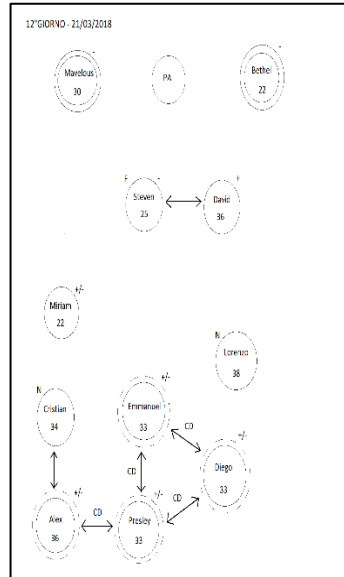 12°GIORNO - 21/03/2018
-
Mavelous
30
PA
-
Bethel
22
F
-
Steven
25
+
David
36
+/-
Miriam
22
N
Lorenzo
38
N
Cristian
34
+/-
Emmanuel
33
CD
+/-
Diego
33
CD
CD
+/-
Alex
36
CD
+/-
Presley
33